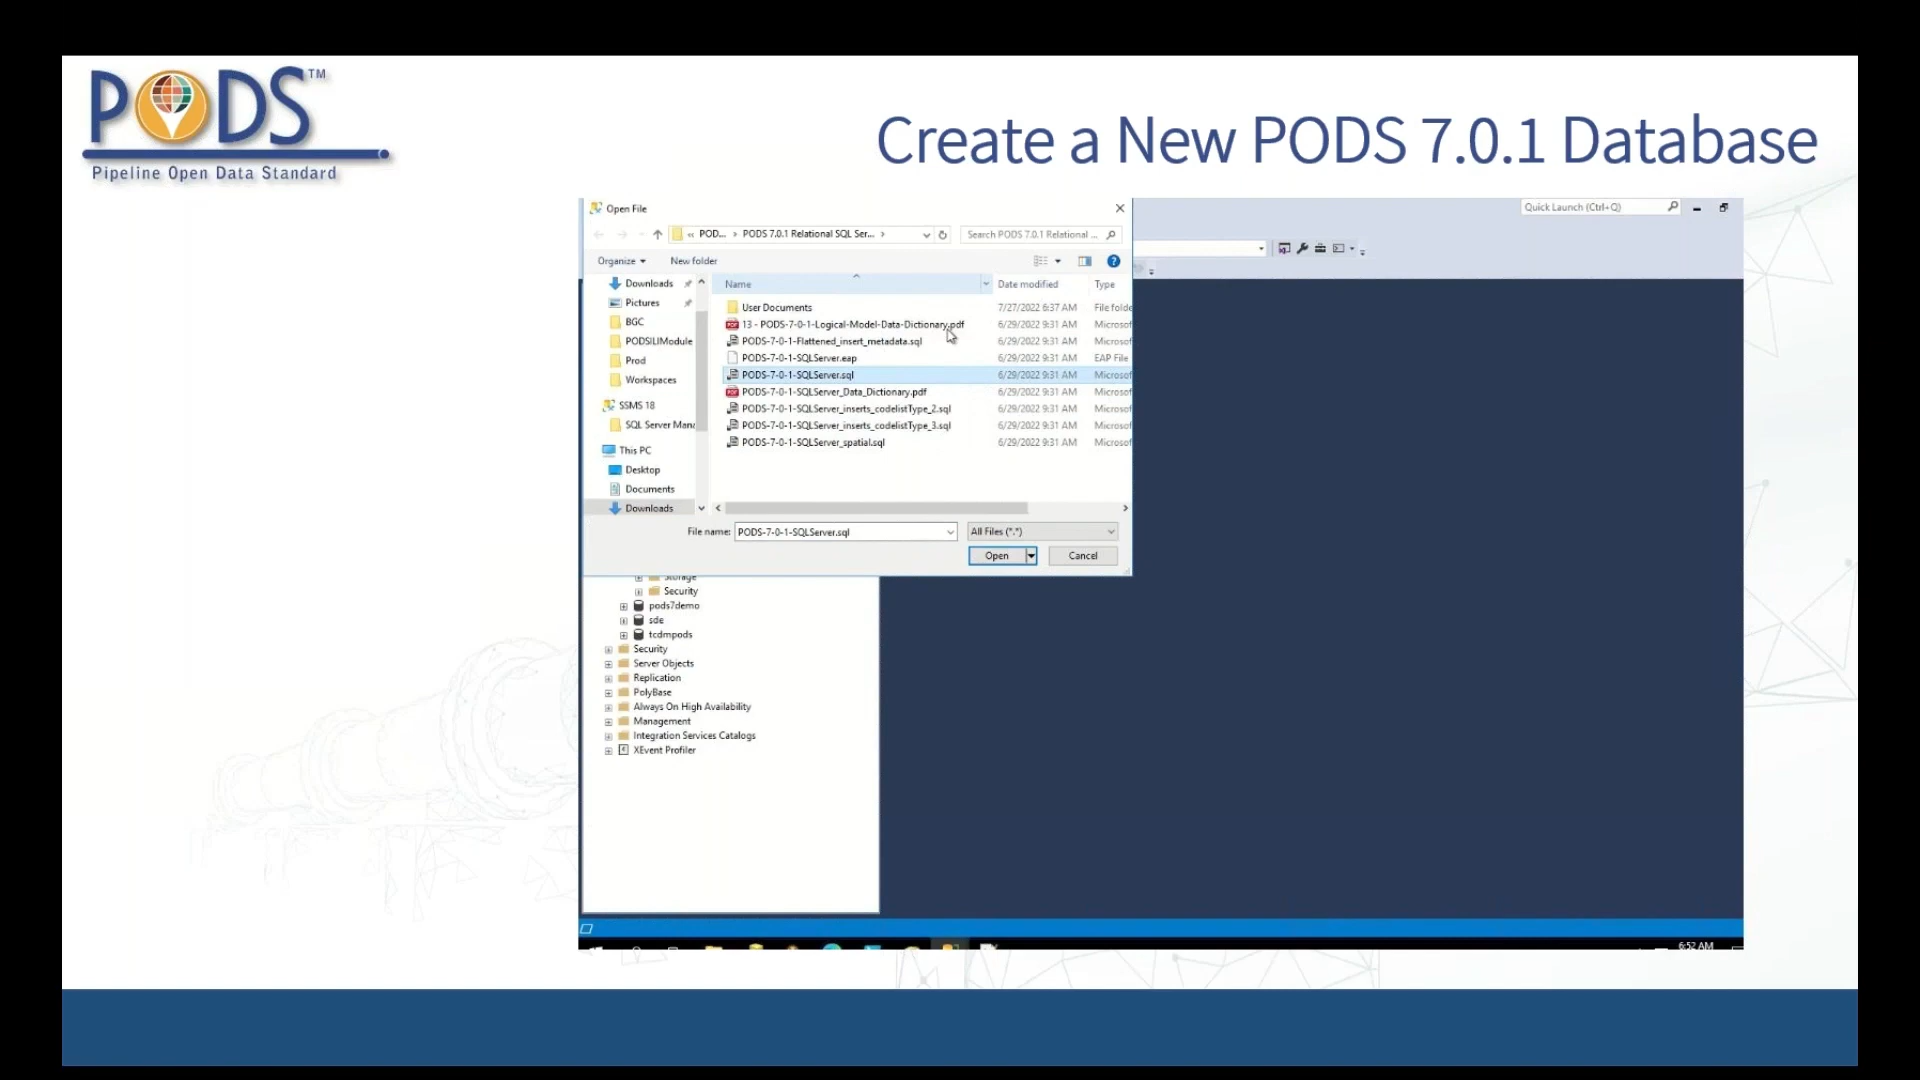 PODS™
Pipeline Open Data Standard
Create a New PODS 7.0.1 Database
Open File
« POD... > PODS 7.0.1 Relational SQL Ser... >
Search PODS 7.0.1 Relational ...
Quick Launch (Ctrl+Q)
Organize
New folder
Downloads
Pictures
BGC
PODSILIModule
Prod
Workspaces
SSMS 18
SQL Server Mana
This PC
Desktop
Documents
Downloads
Name Date modified Type
User Documents 7/27/2022 6:37 AM File folde
13 - PODS-7-0-1-Logical-Model-Data-Dictionary.pdf 6/29/2022 9:31 AM Microsof
PODS-7-0-1-Flattened_insert_metadata.sql 6/29/2022 9:31 AM Microsof
PODS-7-0-1-SQLServer.eap 6/29/2022 9:31 AM EAP File
PODS-7-0-1-SQLServer.sql 6/29/2022 9:31 AM Microsof
PODS-7-0-1-SQLServer_Data_Dictionary.pdf 6/29/2022 9:31 AM Microsof
PODS-7-0-1-SQLServer_inserts_codelistType_2.sql 6/29/2022 9:31 AM Microsof
PODS-7-0-1-SQLServer_inserts_codelistType_3.sql 6/29/2022 9:31 AM Microsof
PODS-7-0-1-SQLServer_spatial.sql 6/29/2022 9:31 AM Microsof
File name: PODS-7-0-1-SQLServer.sql
All Files (*.*)
Open
Cancel
Storage
Security
pods7demo
sde
tcdmpods
Security
Server Objects
Replication
PolyBase
Always On High Availability
Management
Integration Services Catalogs
XEvent Profiler
6:52 AM